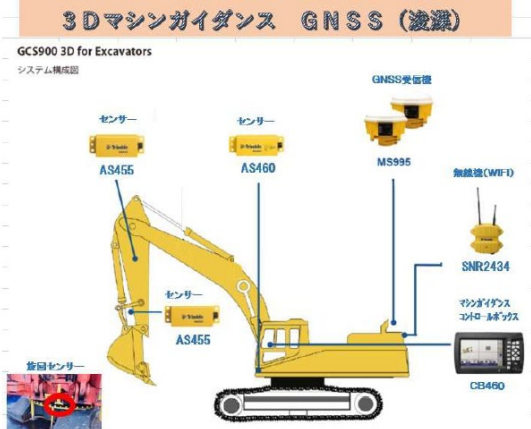 ３Ｄマシンガイダンス　ＧＮＳＳ（浚渫）
GCS900 3D for Excavators
システム構成図
GNSS受信機
MS995
センサー
AS455
センサー
AS460
無線機(WIFI)
SNR2434
センサー
AS455
マシンガイダンス
コントロールボックス
CB460
旋回センサー